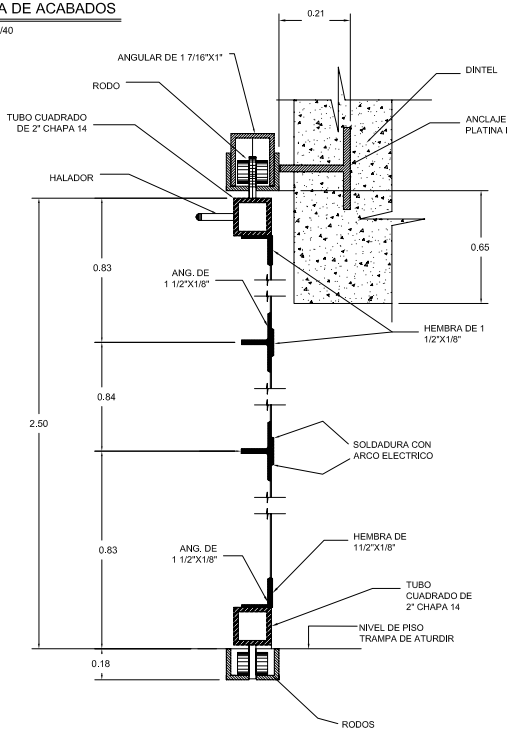 A DE ACABADOS
/40
0.21
ANGULAR DE 1 7/16"X1"
DINTEL
RODO
TUBO CUADRADO
DE 2" CHAPA 14
ANCLAJE
PLATINA
HALADOR
0.83
0.65
ANG. DE
1 1/2"X1/8"
HEMBRA DE 1
1/2"X1/8"
0.84
2.50
SOLDADURA CON
ARCO ELECTRICO
0.83
ANG. DE
1 1/2"X1/8"
HEMBRA DE
11/2"X1/8"
TUBO
CUADRADO DE
2" CHAPA 14
NIVEL DE PISO
TRAMPA DE ATURDIR
0.18
RODOS